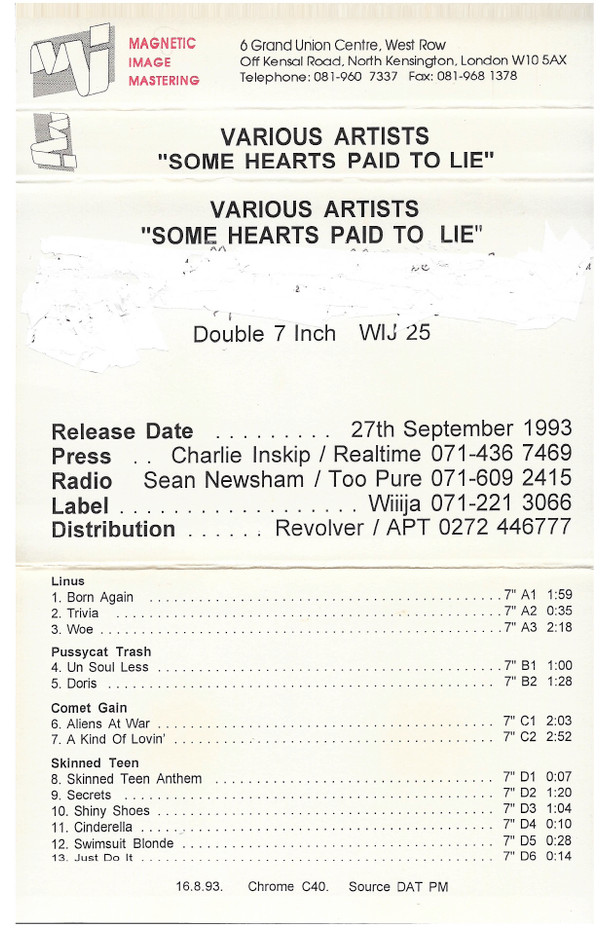 MAGNETIC
IMAGE
MASTERING
6 Grand Union Centre, West Row
Off Kensal Road, North Kensington, London W10 5AX
Telephone: 081-960 7337 Fax: 081-968 1378
VARIOUS ARTISTS
"SOME HEARTS PAID TO LIE"
VARIOUS ARTISTS
"SOME HEARTS PAID TO LIE"
Double 7 Inch WIJ 25
Release Date . . . . . . . . . 27th September 1993
Press . . Charlie Inskip / Realtime 071-436 7469
Radio Sean Newsham / Too Pure 071-609 2415
Label . . . . . . . . . . . . . . . . . . Wiiija 071-221 3066
Distribution . . . . . . Revolver / APT 0272 446777
Linus
1. Born Again . . . . . . . . . . . . . . . . . . . . 7" A1 1:59
2. Trivia . . . . . . . . . . . . . . . . . . . . 7" A2 0:35
3. Woe . . . . . . . . . . . . . . . . . . . . 7" A3 2:18
Pussycat Trash
4. Un Soul Less . . . . . . . . . . . . . . . . . . . . 7" B1 1:00
5. Doris . . . . . . . . . . . . . . . . . . . . 7" B2 1:28
Comet Gain
6. Aliens At War . . . . . . . . . . . . . . . . . . . . 7" C1 2:03
7. A Kind Of Lovin' . . . . . . . . . . . . . . . . . . . . 7" C2 2:52
Skinned Teen
8. Skinned Teen Anthem . . . . . . . . . . . . . . . . . . . . 7" D1 0:07
9. Secrets . . . . . . . . . . . . . . . . . . . . 7" D2 1:20
10. Shiny Shoes . . . . . . . . . . . . . . . . . . . . 7" D3 1:04
11. Cinderella . . . . . . . . . . . . . . . . . . . . 7" D4 0:10
12. Swimsuit Blonde . . . . . . . . . . . . . . . . . . . . 7" D5 0:28
13. Just Do It . . . . . . . . . . . . . . . . . . . . 7" D6 0:14
16.8.93. Chrome C40. Source DAT PM